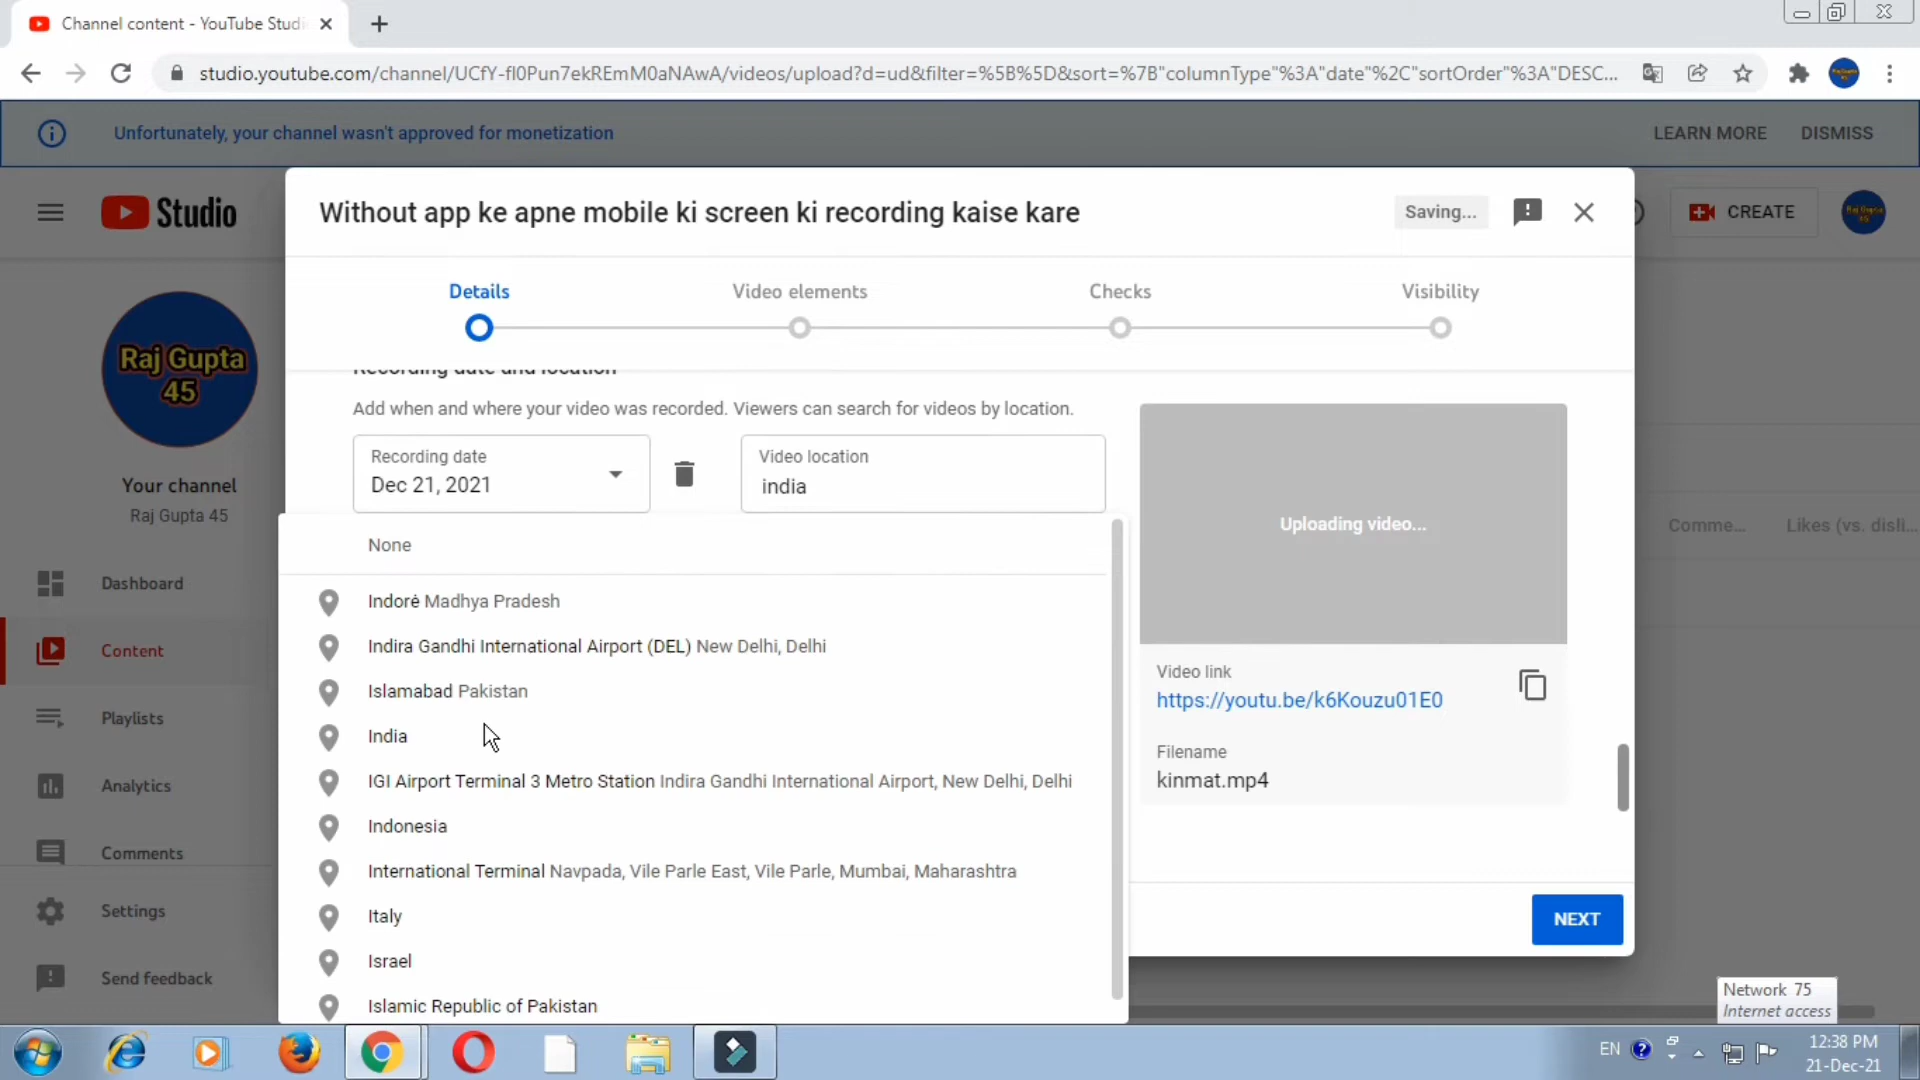 Channel content - YouTube Studi
studio.youtube.com/channel/UCfY-fI0Pun7ekREmM0aNAwA/videos/upload?d=ud&filter=%5B%5D&sort=%7B"columnType"%3A"date"%2C"sortOrder"%3A"DESC...
Unfortunately, your channel wasn't approved for monetization
LEARN MORE
DISMISS
Studio
CREATE
Without app ke apne mobile ki screen ki recording kaise kare
Saving...
Details
Video elements
Checks
Visibility
Raj Gupta
45
Your channel
Raj Gupta 45
Dashboard
Content
Playlists
Analytics
Comments
Settings
Send feedback
Recording date and location
Add when and where your video was recorded. Viewers can search for videos by location.
Recording date
Dec 21, 2021
Video location
india
None
Indore Madhya Pradesh
Indira Gandhi International Airport (DEL) New Delhi, Delhi
Islamabad Pakistan
India
IGI Airport Terminal 3 Metro Station Indira Gandhi International Airport, New Delhi, Delhi
Indonesia
International Terminal Navpada, Vile Parle East, Vile Parle, Mumbai, Maharashtra
Italy
Israel
Islamic Republic of Pakistan
Uploading video...
Video link
https://youtu.be/k6Kouzu01E0
Filename
kinmat.mp4
Comme...
Likes (vs. disli...
NEXT
Network 75
Internet access
EN
12:38 PM
21-Dec-21